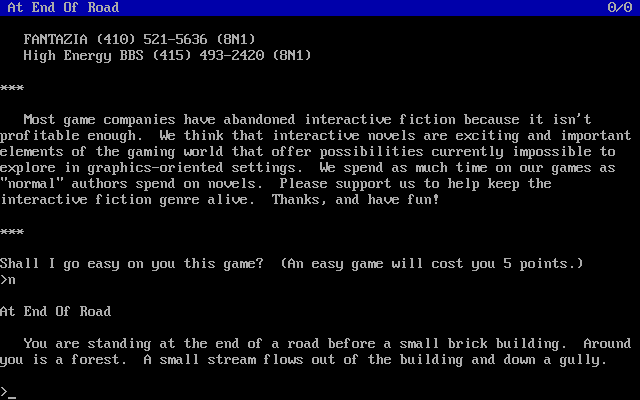 At End Of Road 0/0
FANTAZIA (410) 521-5636 (8N1)
High Energy BBS (415) 493-2420 (8N1)
***
Most game companies have abandoned interactive fiction because it isn't
profitable enough.  We think that interactive novels are exciting and important
elements of the gaming world that offer possibilities currently impossible to
explore in graphics-oriented settings.  We spend as much time on our games as
"normal" authors spend on novels.  Please support us to help keep the
interactive fiction genre alive.  Thanks, and have fun!
***
Shall I go easy on you this game?  (An easy game will cost you 5 points.)
>n
At End Of Road
You are standing at the end of a road before a small brick building.  Around
you is a forest.  A small stream flows out of the building and down a gully.
>_